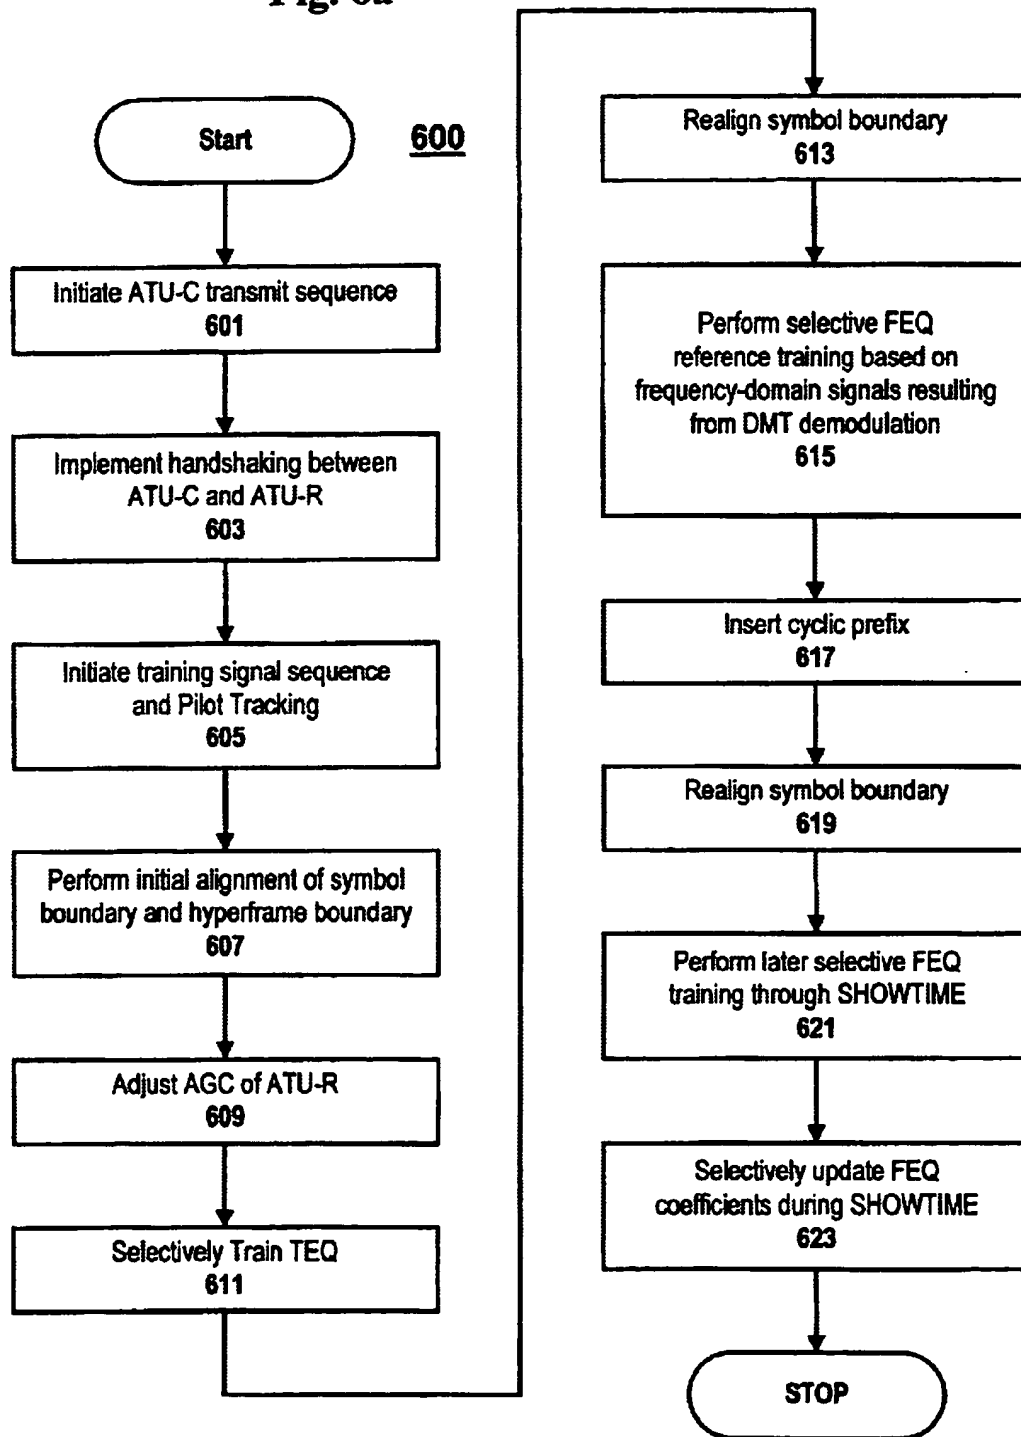 Fig. 6a
Start
600
Initiate ATU-C transmit sequence
601
Implement handshaking between
ATU-C and ATU-R
603
Initiate training signal sequence
and Pilot Tracking
605
Perform initial alignment of symbol
boundary and hyperframe boundary
607
Adjust AGC of ATU-R
609
Selectively Train TEQ
611
Realign symbol boundary
613
Perform selective FEQ
reference training based on
frequency-domain signals resulting
from DMT demodulation
615
Insert cyclic prefix
617
Realign symbol boundary
619
Perform later selective FEQ
training through SHOWTIME
621
Selectively update FEQ
coefficients during SHOWTIME
623
STOP